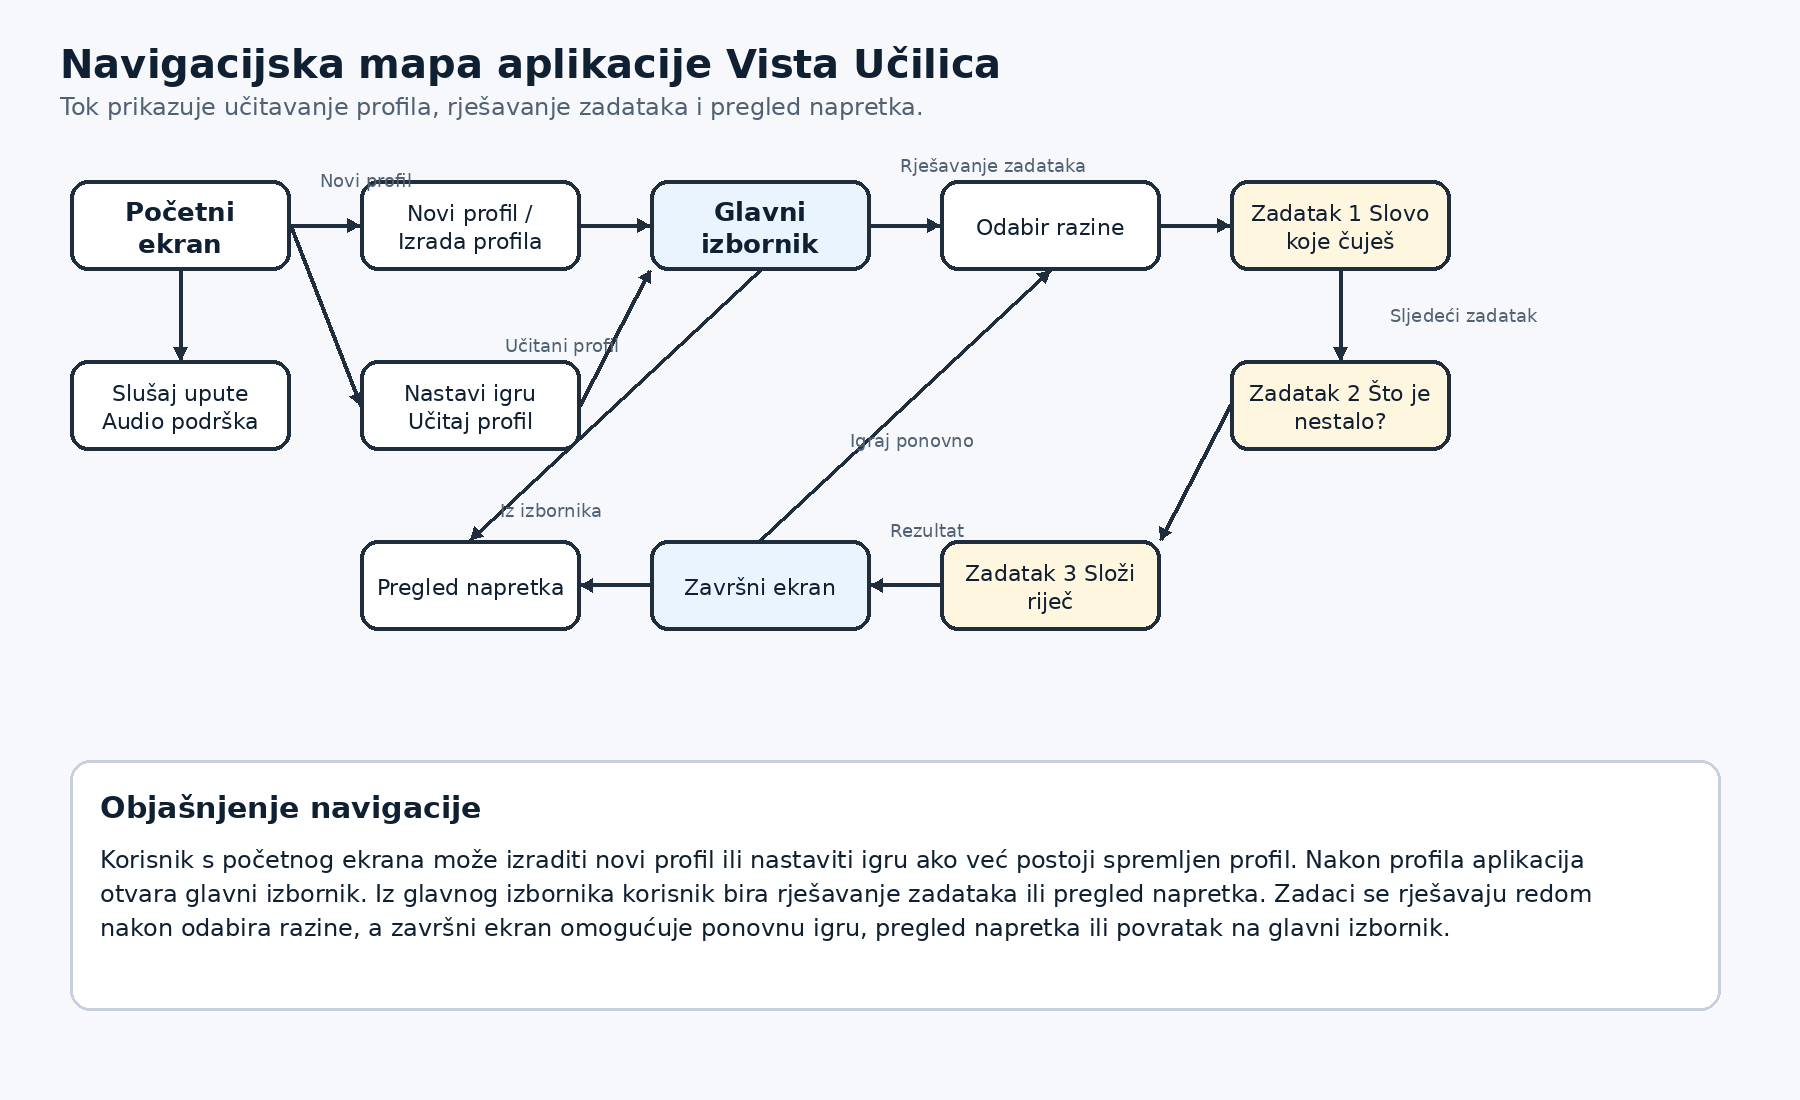 Navigacijska mapa aplikacije Vista Učilica
Tok prikazuje učitavanje profila, rješavanje zadataka i pregled napretka.
Rješavanje zadataka
Novi profil
Početni
ekran
Novi profil /
Izrada profila
Glavni
izbornik
Odabir razine
Zadatak 1 Slovo
koje čuješ
Sljedeći zadatak
Učitani profil
Slušaj upute
Audio podrška
Nastavi igru
Učitaj profil
Zadatak 2 Što je
nestalo?
Igraj ponovno
Iz izbornika
Rezultat
Pregled napretka
Završni ekran
Zadatak 3 Složi
riječ
Objašnjenje navigacije
Korisnik s početnog ekrana može izraditi novi profil ili nastaviti igru ako već postoji spremljen profil. Nakon profila aplikacija
otvara glavni izbornik. Iz glavnog izbornika korisnik bira rješavanje zadataka ili pregled napretka. Zadaci se rješavaju redom
nakon odabira razine, a završni ekran omogućuje ponovnu igru, pregled napretka ili povratak na glavni izbornik.